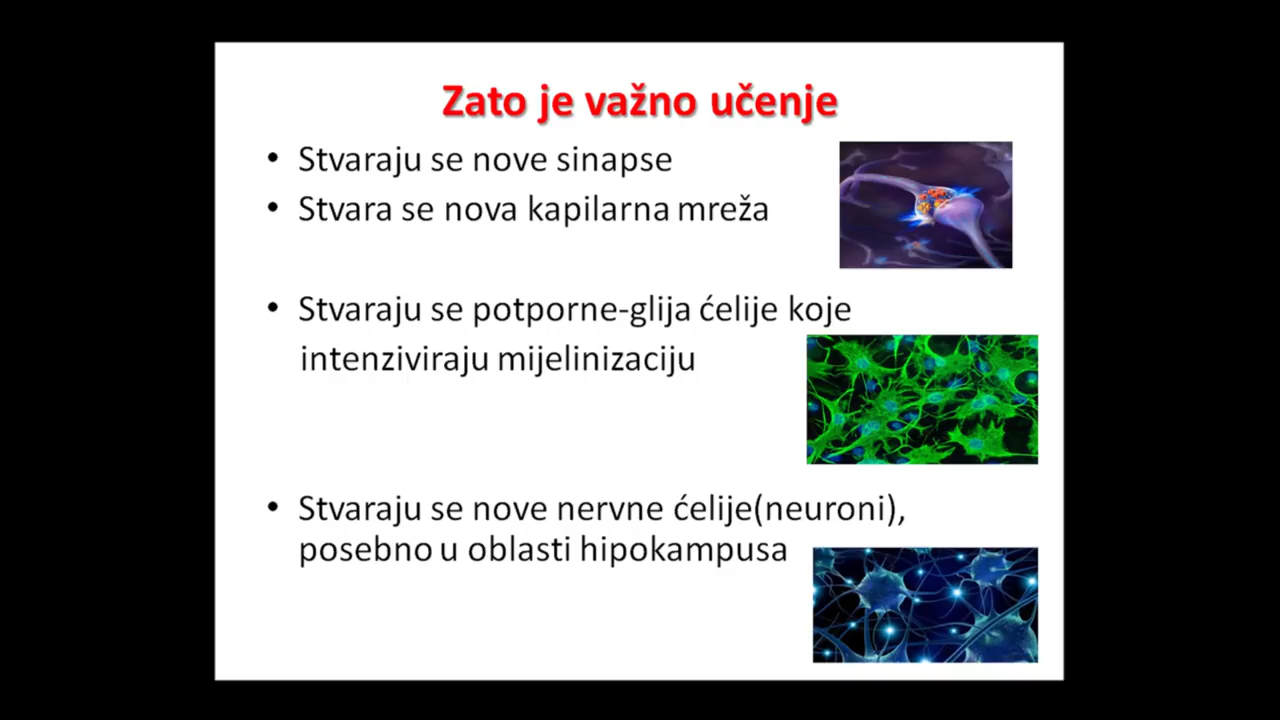 Zato je važno učenje
• Stvaraju se nove sinapse
• Stvara se nova kapilarna mreža
• Stvaraju se potporne-glija ćelije koje
intenziviraju mijelinizaciju
• Stvaraju se nove nervne ćelije(neuroni),
posebno u oblasti hipokampusa